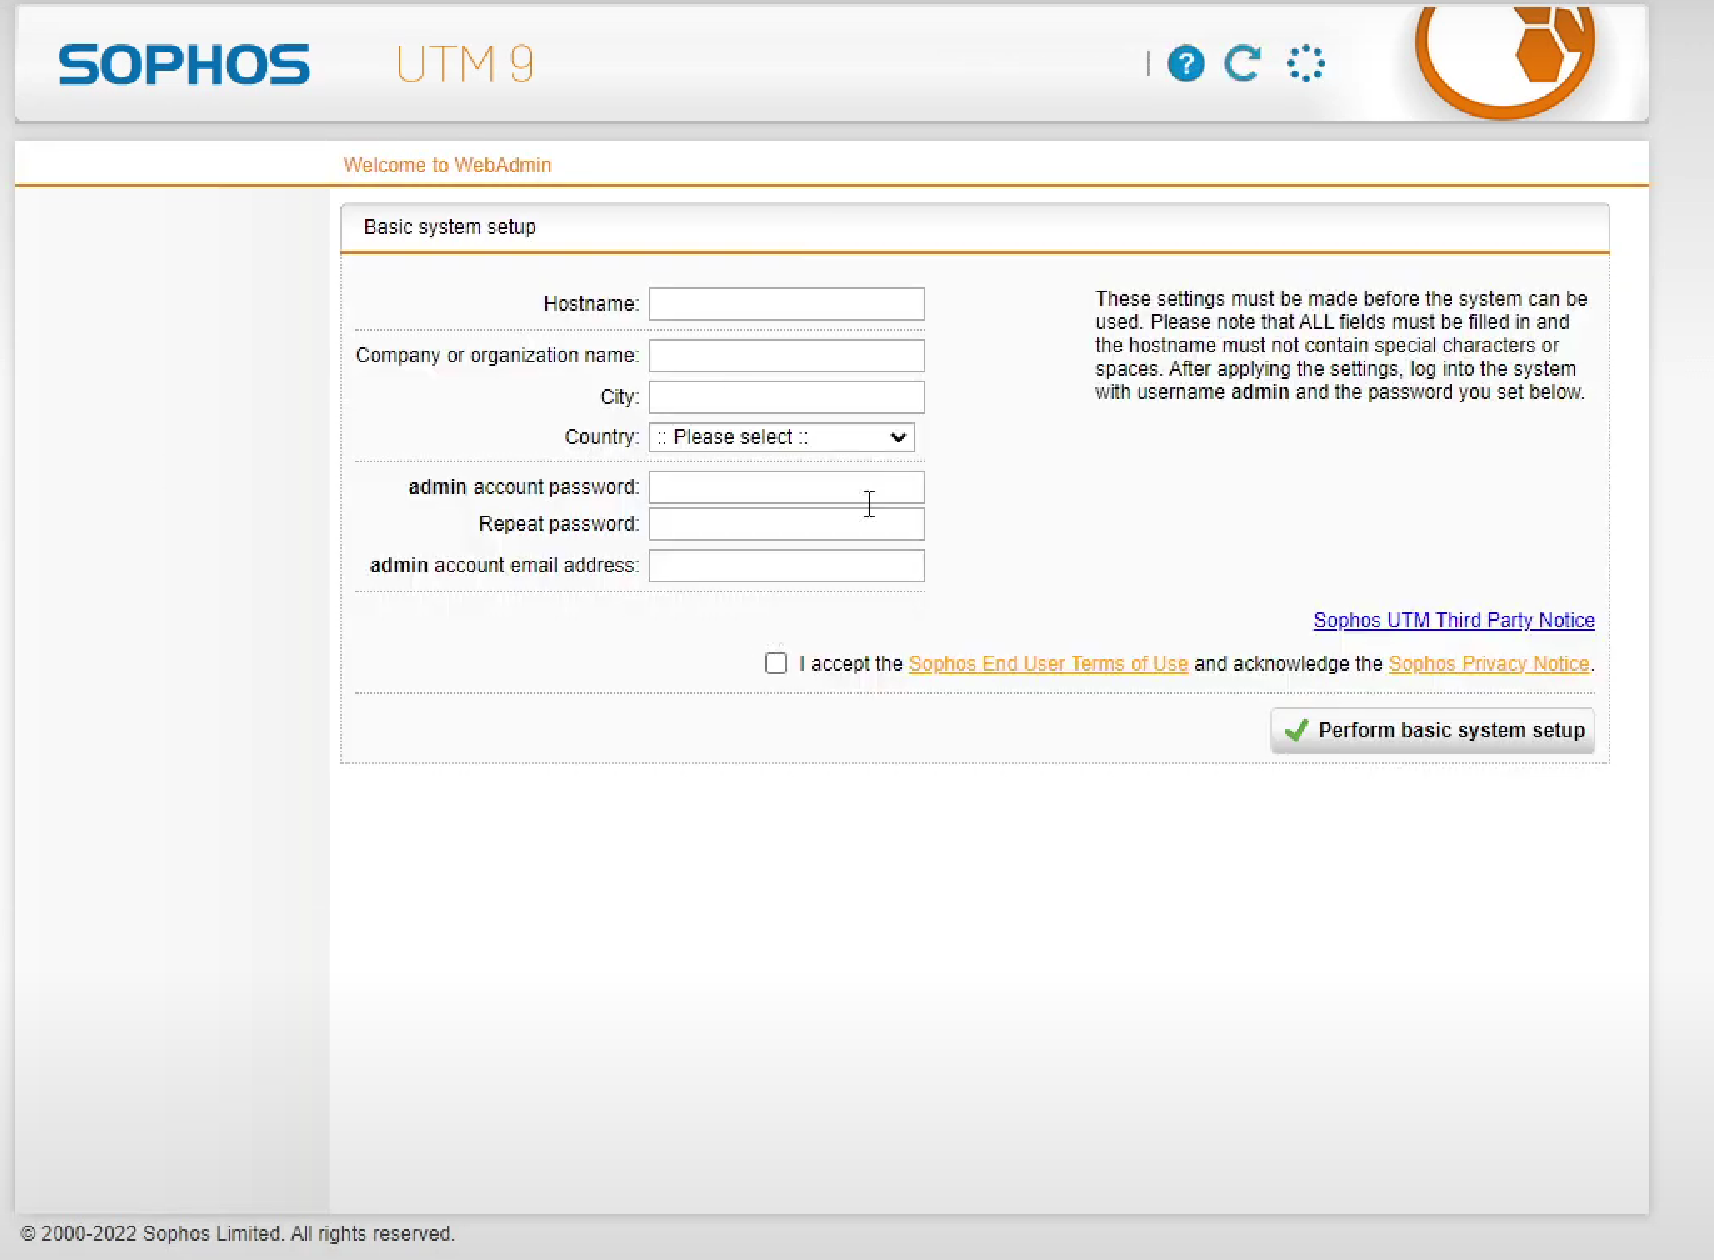 SOPHOS UTM 9
Welcome to WebAdmin
Basic system setup
Hostname:
Company or organization name:
City:
Country: :: Please select ::
admin account password:
Repeat password:
admin account email address:
These settings must be made before the system can be
used. Please note that ALL fields must be filled in and
the hostname must not contain special characters or
spaces. After applying the settings, log into the system
with username admin and the password you set below.
Sophos UTM Third Party Notice
I accept the Sophos End User Terms of Use and acknowledge the Sophos Privacy Notice.
Perform basic system setup
© 2000-2022 Sophos Limited. All rights reserved.